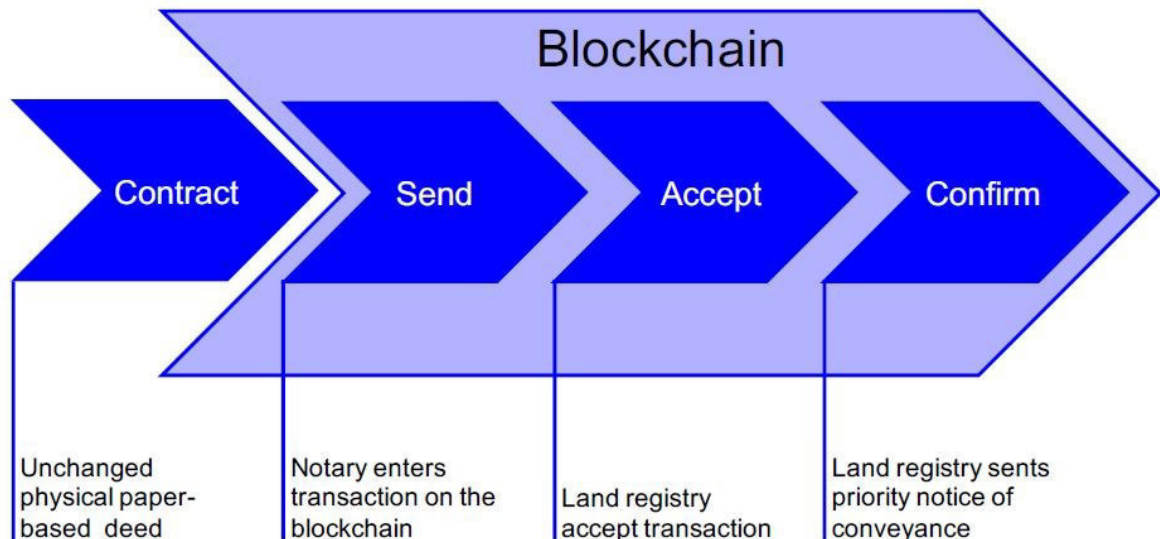 Blockchain
Contract
Send
Accept
Confirm
Unchanged
physical paper-
based deed
Notary enters
transaction on the
blockchain
Land registry
accept transaction
Land registry sents
priority notice of
conveyance